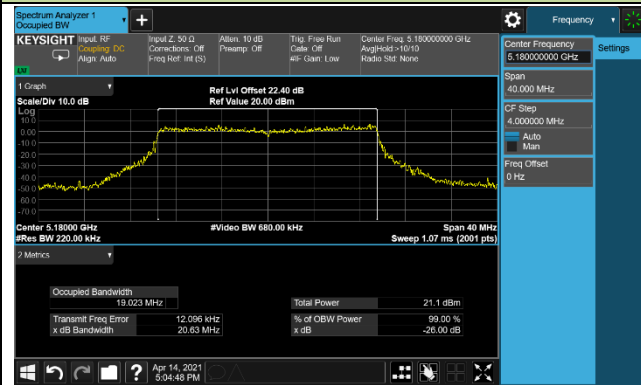 Spectrum Analyzer 1
Occupied BW
Frequency
KEYSIGHT
Input: RF
Coupling: DC
Align: Auto
Input Z: 50 Ω
Corrections: Off
Freq Ref: Int (S)
Atten: 10 dB
Preamp: Off
Trig: Free Run
Gate: Off
#IF Gain: Low
Center Freq: 5.180000000 GHz
Avg|Hold:>10/10
Radio Std: None
Center Frequency
5.180000000 GHz
Settings
Span
40.000 MHz
CF Step
4.000000 MHz
Auto
Man
Freq Offset
0 Hz
1 Graph
Scale/Div 10.0 dB
Ref Lvl Offset 22.40 dB
Ref Value 20.00 dBm
Log
10.0
0.00
-10.0
-20.0
-30.0
-40.0
-50.0
-60.0
-70.0
Center 5.18000 GHz
#Res BW 220.00 kHz
#Video BW 680.00 kHz
Span 40 MHz
Sweep 1.07 ms (2001 pts)
2 Metrics
Occupied Bandwidth
19.023 MHz
Total Power 21.1 dBm
Transmit Freq Error 12.096 kHz
% of OBW Power 99.00 %
x dB Bandwidth 20.63 MHz
x dB -26.00 dB
?
Apr 14, 2021
5:04:48 PM